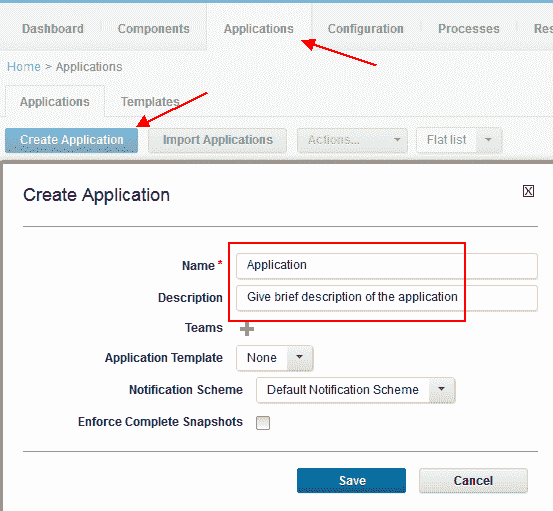 Dashboard Components Applications Configuration Processes Res
Home > Applications
Applications Templates
Create Application Import Applications Actions... Flat list
Create Application
Name * Application
Description Give brief description of the application
Teams
Application Template None
Notification Scheme Default Notification Scheme
Enforce Complete Snapshots
Save Cancel